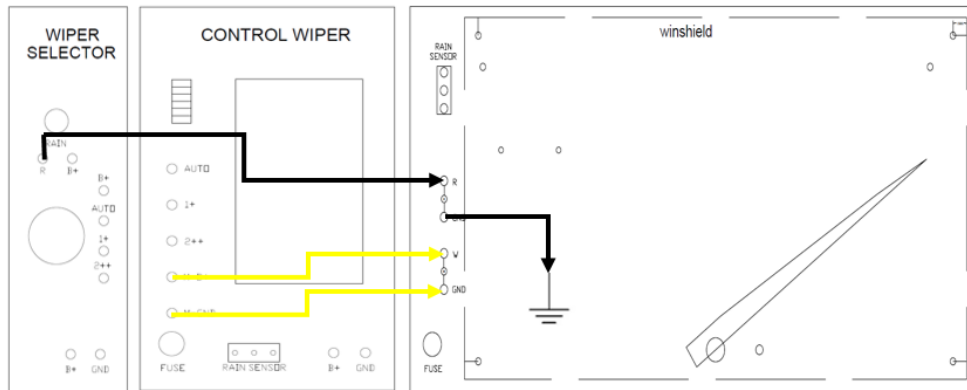 WIPER
SELECTOR
RAIN
R
B+
B+
AUTO
1+
2++
B+
GND
CONTROL WIPER
AUTO
1+
2++
FUSE
RAIN SENSOR
B+
GND
winshield
RAIN
SENSOR
R
GND
W
GND
FUSE